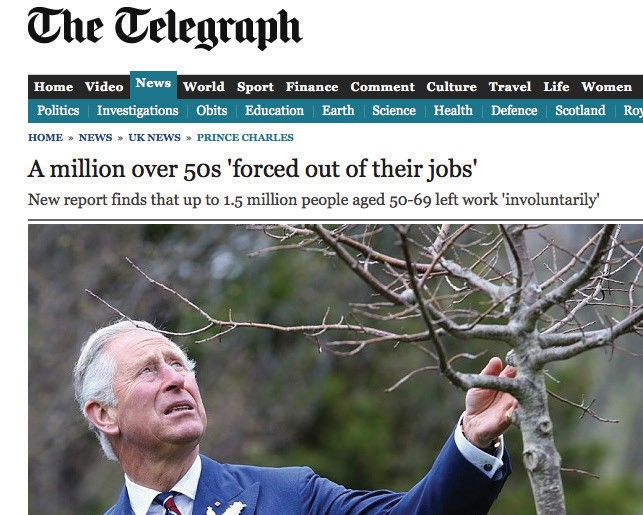 The Telegraph
Home Video News World Sport Finance Comment Culture Travel Life Women
Politics Investigations Obits Education Earth Science Health Defence Scotland Roy
HOME » NEWS » UK NEWS » PRINCE CHARLES
A million over 50s 'forced out of their jobs'
New report finds that up to 1.5 million people aged 50-69 left work 'involuntarily'